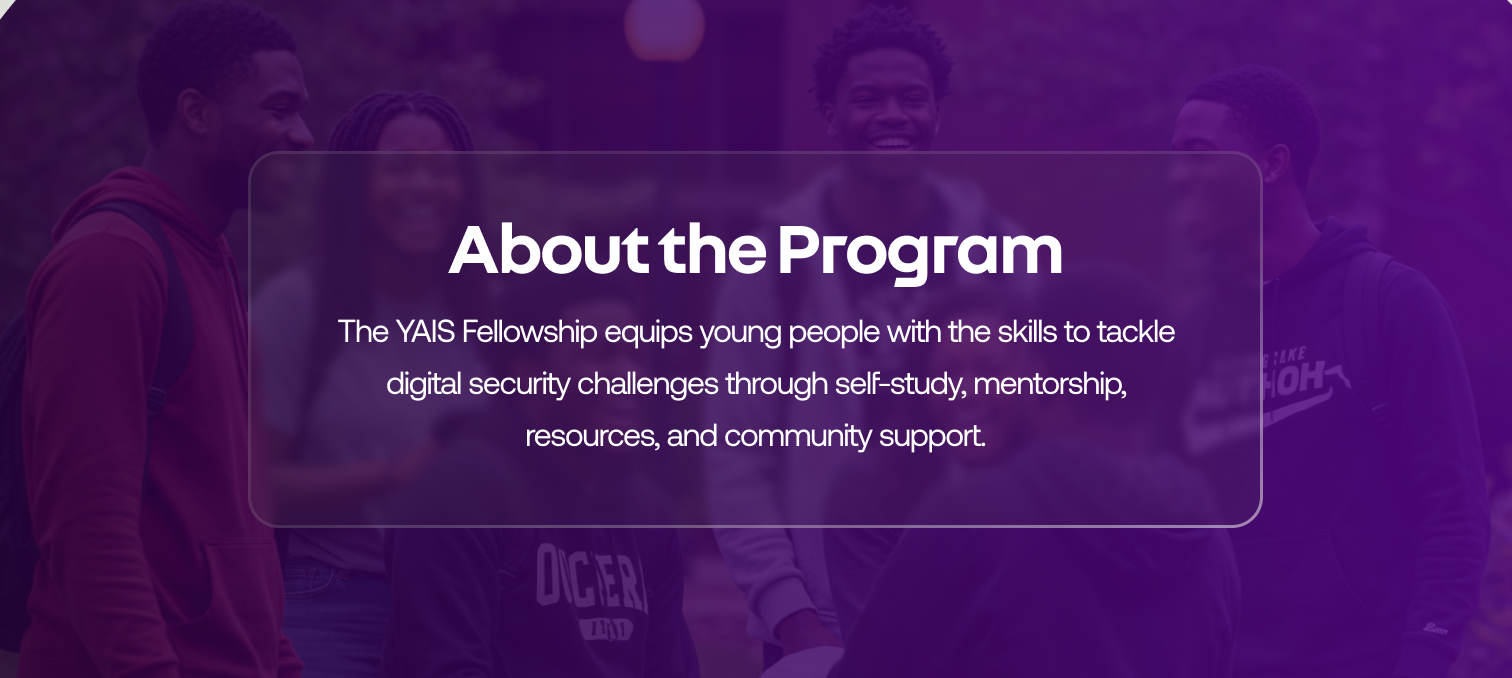 About the Program
The YAIS Fellowship equips young people with the skills to tackle
digital security challenges through self-study, mentorship,
resources, and community support.